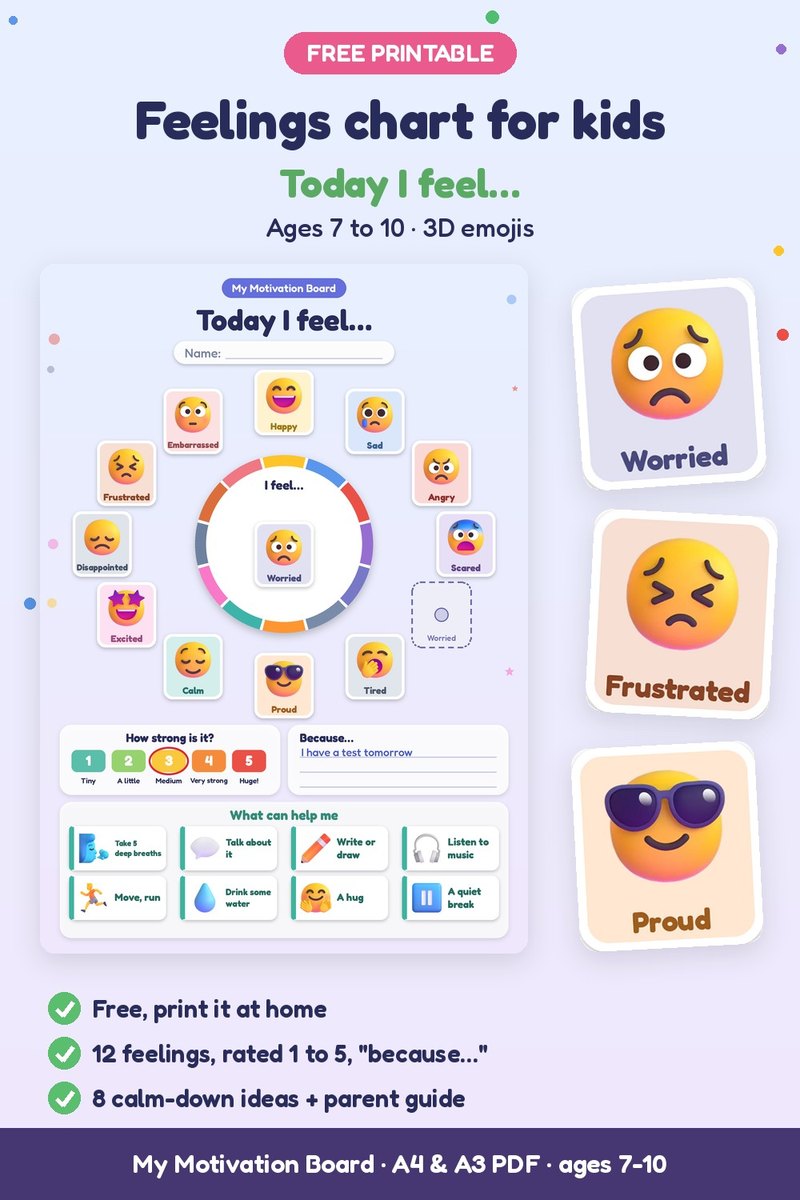 FREE PRINTABLE
Feelings chart for kids
Today I feel...
Ages 7 to 10 · 3D emojis
My Motivation Board
Today I feel...
Name:
Happy
Embarrassed
Sad
Frustrated
Angry
I feel...
Disappointed
Worried
Scared
Excited
Worried
Calm
Tired
Proud
How strong is it?
1 2 3 4 5
Tiny A little Medium Very strong Huge!
Because...
I have a test tomorrow
What can help me
Take 5
deep breaths
Talk about
it
Write or
draw
Listen to
music
Move, run
Drink some
water
A hug
A quiet
break
Worried
Frustrated
Proud
Free, print it at home
12 feelings, rated 1 to 5, "because..."
8 calm-down ideas + parent guide
My Motivation Board · A4 & A3 PDF · ages 7-10